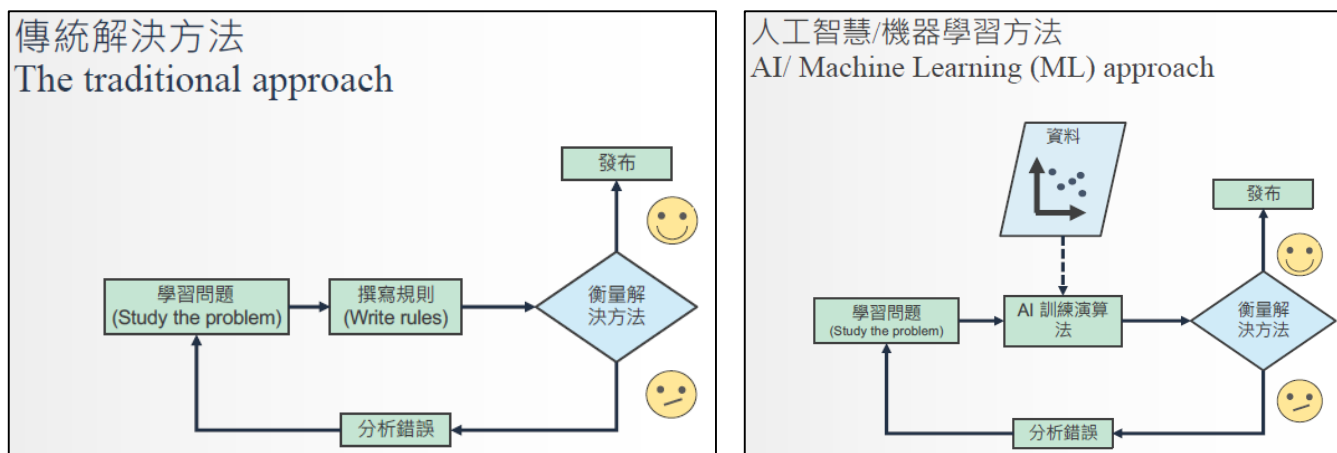 傳統解決方法
The traditional approach
發布
學習問題
(Study the problem)
撰寫規則
(Write rules)
衡量解
決方法
分析錯誤
人工智慧/機器學習方法
AI/ Machine Learning (ML) approach
資料
發布
學習問題
(Study the problem)
AI 訓練演算
法
衡量解
決方法
分析錯誤